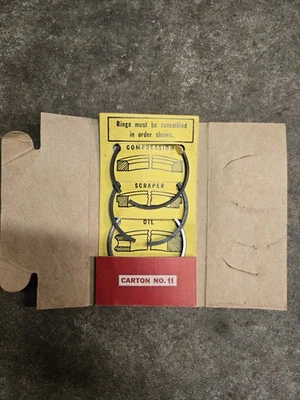 Rings must be assembled
in order shown.
COMPRESSION
SCRAPER
OIL
CARTON NO. 11